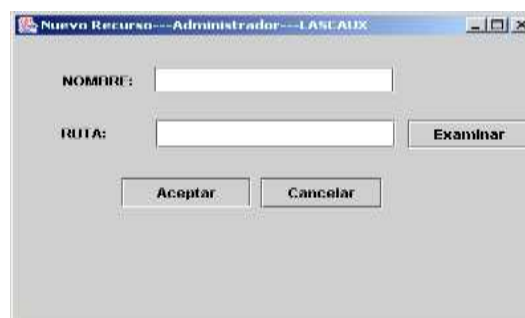 Nuevo Recurso---Administrador---LASCAUX
NOMBRE:
RUTA:
Examinar
Aceptar
Cancelar